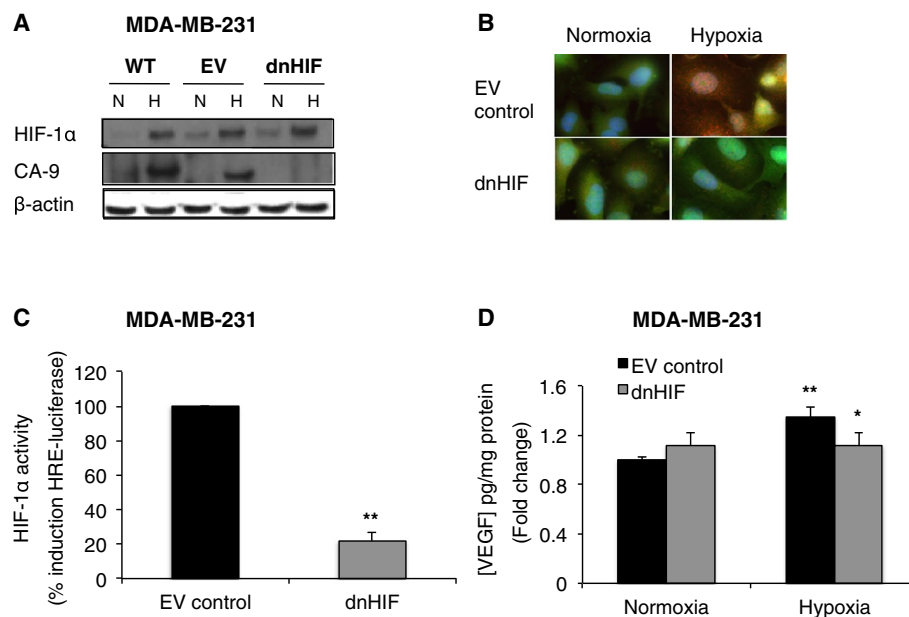 A
MDA-MB-231
WT EV dnHIF
N H N H N H
HIF-1α
CA-9
β-actin
B
Normoxia Hypoxia
EV
control
dnHIF
C
MDA-MB-231
HIF-1α activity
(% induction HRE-luciferase)
120
100
80
60
40
20
0
**
EV control dnHIF
D
MDA-MB-231
EV control
dnHIF
[VEGF] pg/mg protein
(Fold change)
1.6
1.2
0.8
0.4
0
**
*
Normoxia Hypoxia